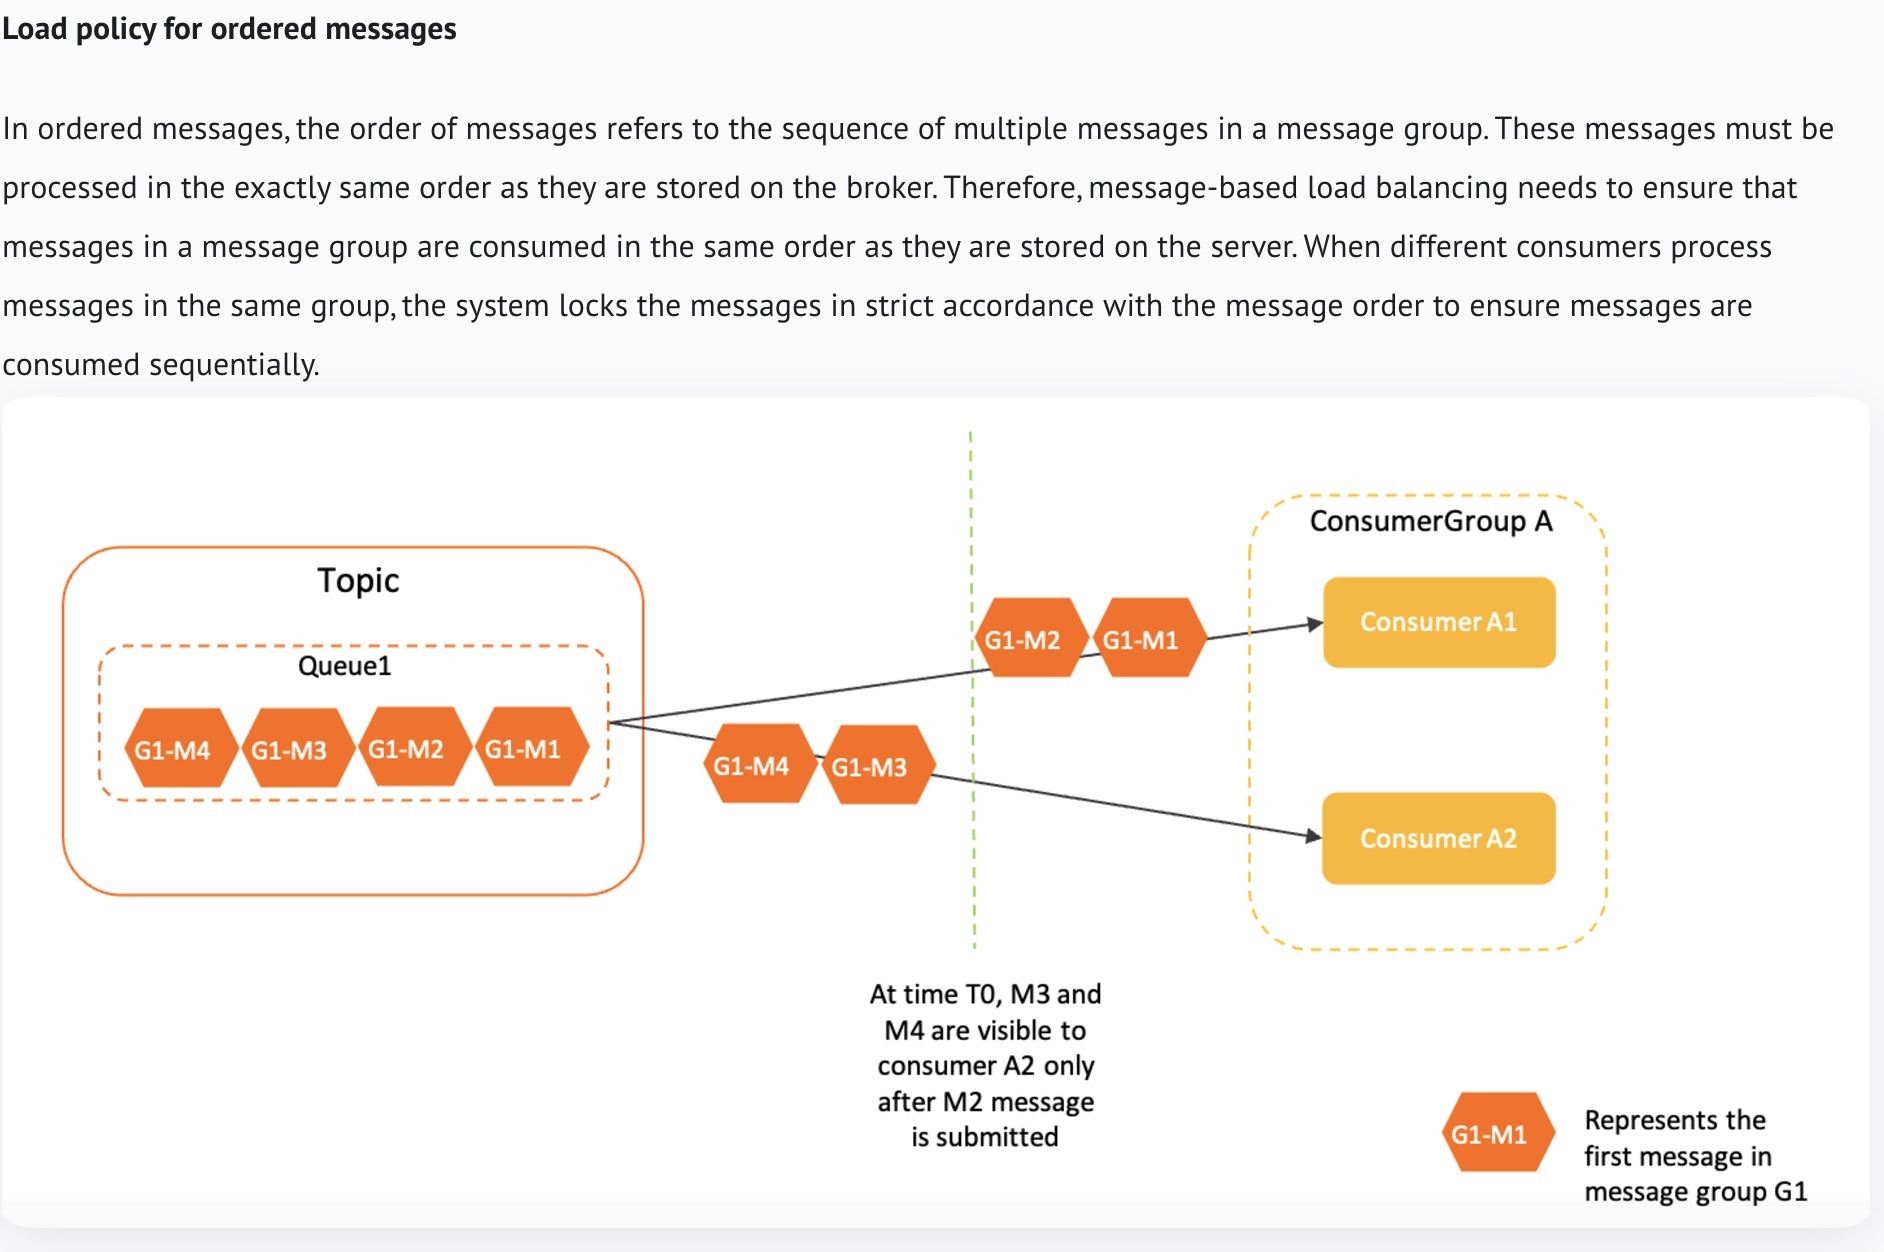 Load policy for ordered messages
In ordered messages, the order of messages refers to the sequence of multiple messages in a message group. These messages must be
processed in the exactly same order as they are stored on the broker. Therefore, message-based load balancing needs to ensure that
messages in a message group are consumed in the same order as they are stored on the server. When different consumers process
messages in the same group, the system locks the messages in strict accordance with the message order to ensure messages are
consumed sequentially.
Topic
Queue1
G1-M4 G1-M3 G1-M2 G1-M1
G1-M2 G1-M1
G1-M4 G1-M3
ConsumerGroup A
Consumer A1
Consumer A2
At time T0, M3 and
M4 are visible to
consumer A2 only
after M2 message
is submitted
G1-M1
Represents the
first message in
message group G1